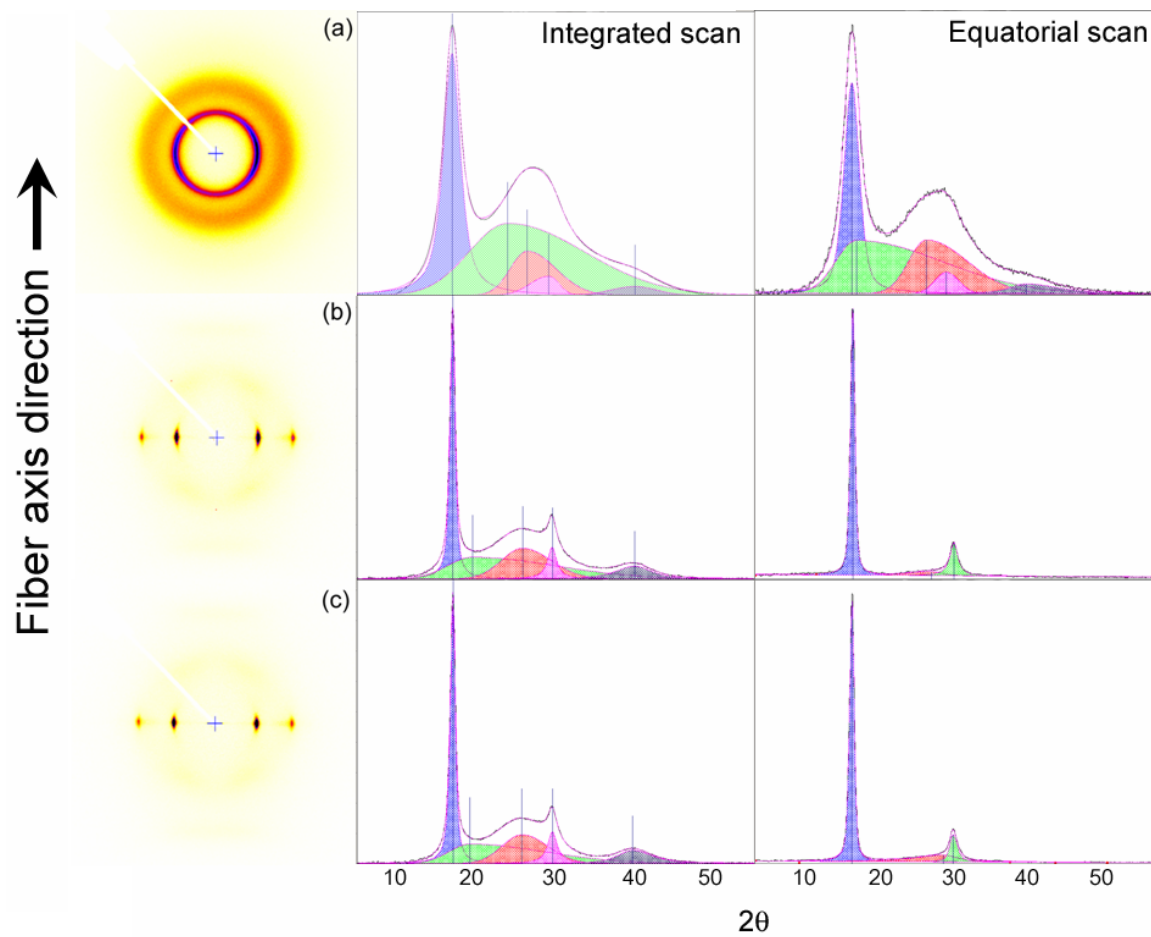 Fiber axis direction
(a)
Integrated scan
Equatorial scan
(b)
(c)
10 20 30 40 50
10 20 30 40 50
2θ